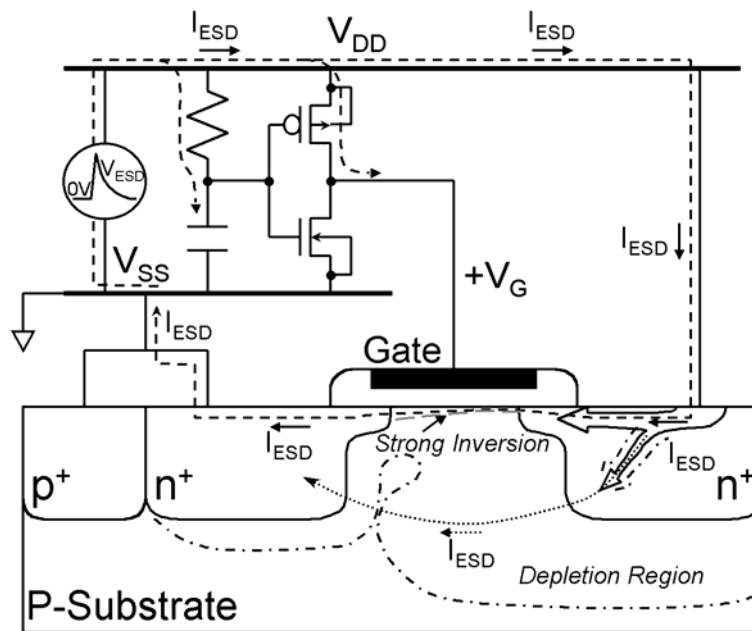 I_ESD
V_DD
I_ESD
V_ESD
0V
I_ESD
V_SS
+V_G
I_ESD
Gate
I_ESD
Strong Inversion
I_ESD
p⁺
n⁺
n⁺
I_ESD
Depletion Region
P-Substrate